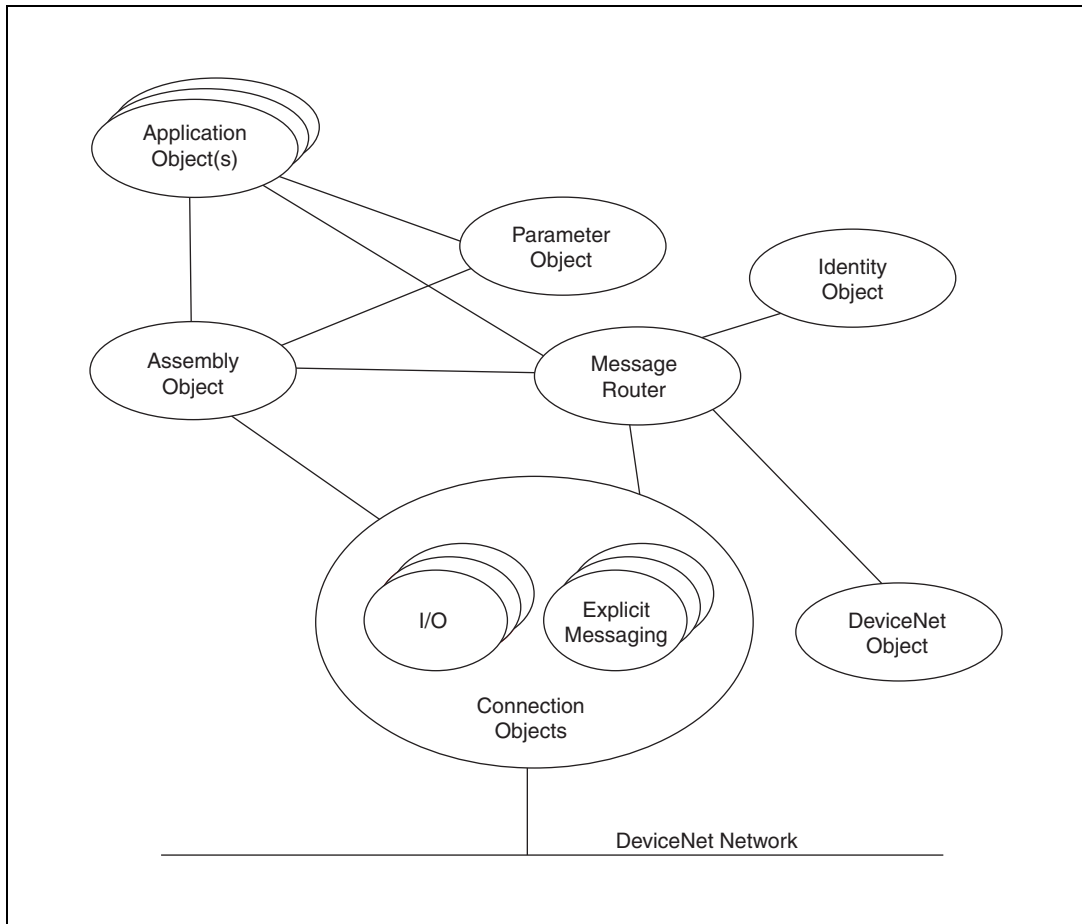 Application
Object(s)
Parameter
Object
Identity
Object
Assembly
Object
Message
Router
I/O
Explicit
Messaging
DeviceNet
Object
Connection
Objects
DeviceNet Network